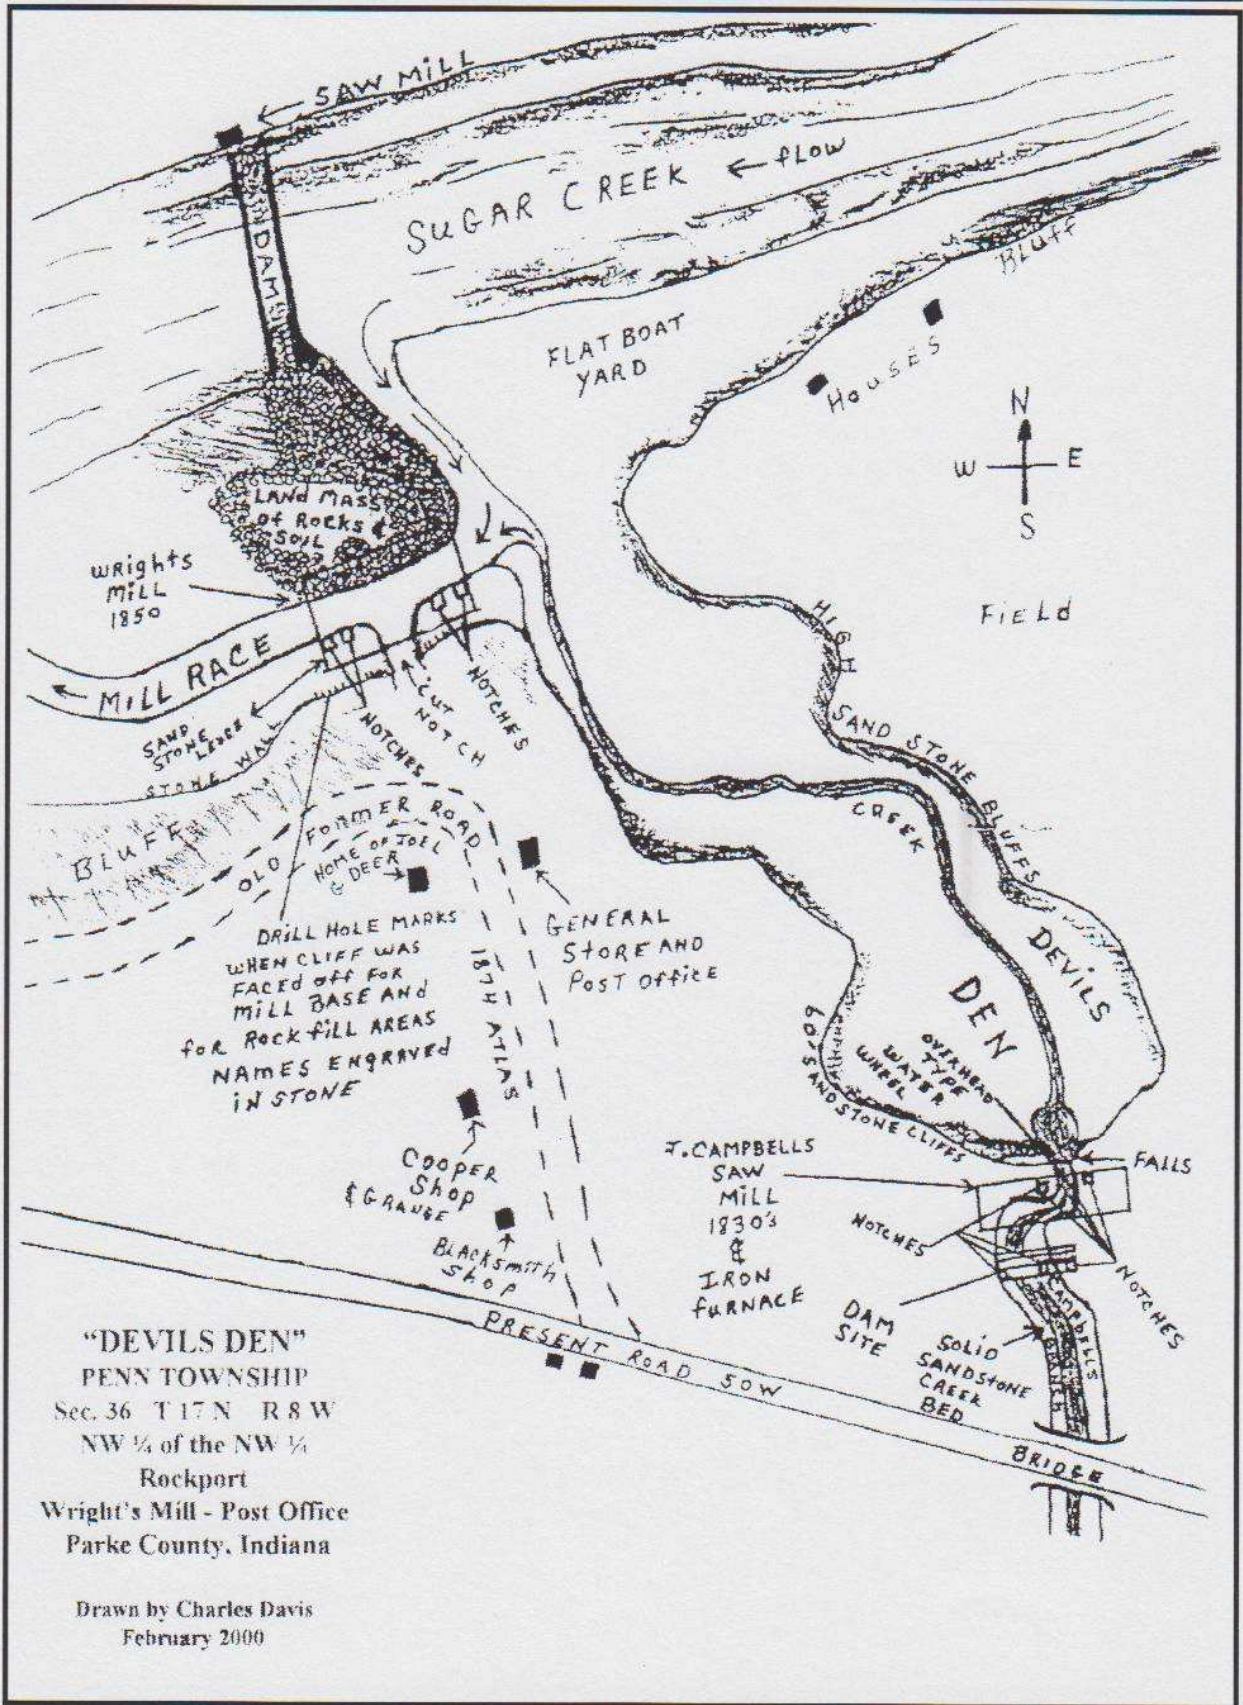 SAW MILL
SUGAR CREEK
FLOW
DAM
Bluff
HOUSES
FLAT BOAT
YARD
N
W E
S
LAND MASS
of Rocks &
SOIL
WRights
MILL
1850
Field
MILL RACE
HIGH SAND STONE BLUFFS
NOTCHES
CUT
NOTCH
NOTCHES
SAND
STONE
LEDGE
STONE WALL
BLUFF
OLD FORMER ROAD
HOME OF JOEL
G DEER
CREEK
GENERAL
STORE AND
POST OFFICE
DRILL HOLE MARKS
WHEN CLIFF WAS
FACED off FOR
MILL BASE AND
foR Rock fiLL AREAS
NAMES ENGRAVED
iN STONE
1874 ATLAS
DEVILS
DEN
OVERHEAD
TYPE
WATER
WHEEL
SANDSTONE CLIFFS
COOPER
Shop
& GRANGE
J. CAMPBELLS
SAW
MILL
1830's
&
IRON
FURNACE
FALLS
NOTCHES
NOTCHES
BLAcksmith
Shop
DAM
SITE
SOLID
SANDSTONE
CREEK
BED
CAMPBELLS
BRANCH
PRESENT ROAD 50W
BRIDGE
"DEVILS DEN"
PENN TOWNSHIP
Sec. 36 T 17 N R 8 W
NW ¼ of the NW ¼
Rockport
Wright's Mill - Post Office
Parke County, Indiana
Drawn by Charles Davis
February 2000